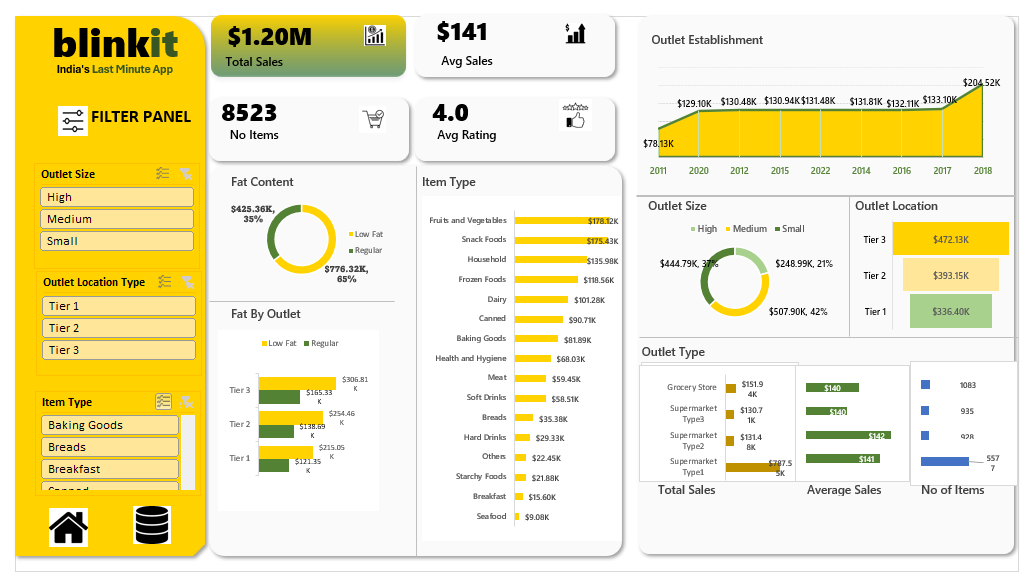 blinkit
India's Last Minute App
FILTER PANEL
Outlet Size
High
Medium
Small
Outlet Location Type
Tier 1
Tier 2
Tier 3
Item Type
Baking Goods
Breads
Breakfast
$1.20M
Total Sales
$141
Avg Sales
8523
No Items
4.0
Avg Rating
Fat Content
$425.36K,
35%
Low Fat
Regular
$776.32K,
65%
Fat By Outlet
Low Fat
Regular
Tier 3
$306.81
K
$165.33
K
Tier 2
$254.46
K
$138.69
K
Tier 1
$215.05
K
$121.35
K
Item Type
Fruits and Vegetables
$178.12K
Snack Foods
$175.43K
Household
$135.98K
Frozen Foods
$118.56K
Dairy
$101.28K
Canned
$90.71K
Baking Goods
$81.89K
Health and Hygiene
$68.03K
Meat
$59.45K
Soft Drinks
$58.51K
Breads
$35.38K
Hard Drinks
$29.33K
Others
$22.45K
Starchy Foods
$21.88K
Breakfast
$15.60K
Seafood
$9.08K
Outlet Establishment
$78.13K
$129.10K
$130.48K
$130.94K
$131.48K
$131.81K
$132.11K
$133.10K
$204.52K
2011
2020
2012
2015
2022
2014
2016
2017
2018
Outlet Size
High
Medium
Small
$444.79K, 37%
$248.99K, 21%
$507.90K, 42%
Outlet Location
Tier 3
$472.13K
Tier 2
$393.15K
Tier 1
$336.40K
Outlet Type
Grocery Store
$151.9
4K
Supermarket
Type3
$130.7
1K
Supermarket
Type2
$131.4
8K
Supermarket
Type1
$787.5
5K
Total Sales
$140
$140
$142
$141
Average Sales
1083
935
928
557
7
No of Items